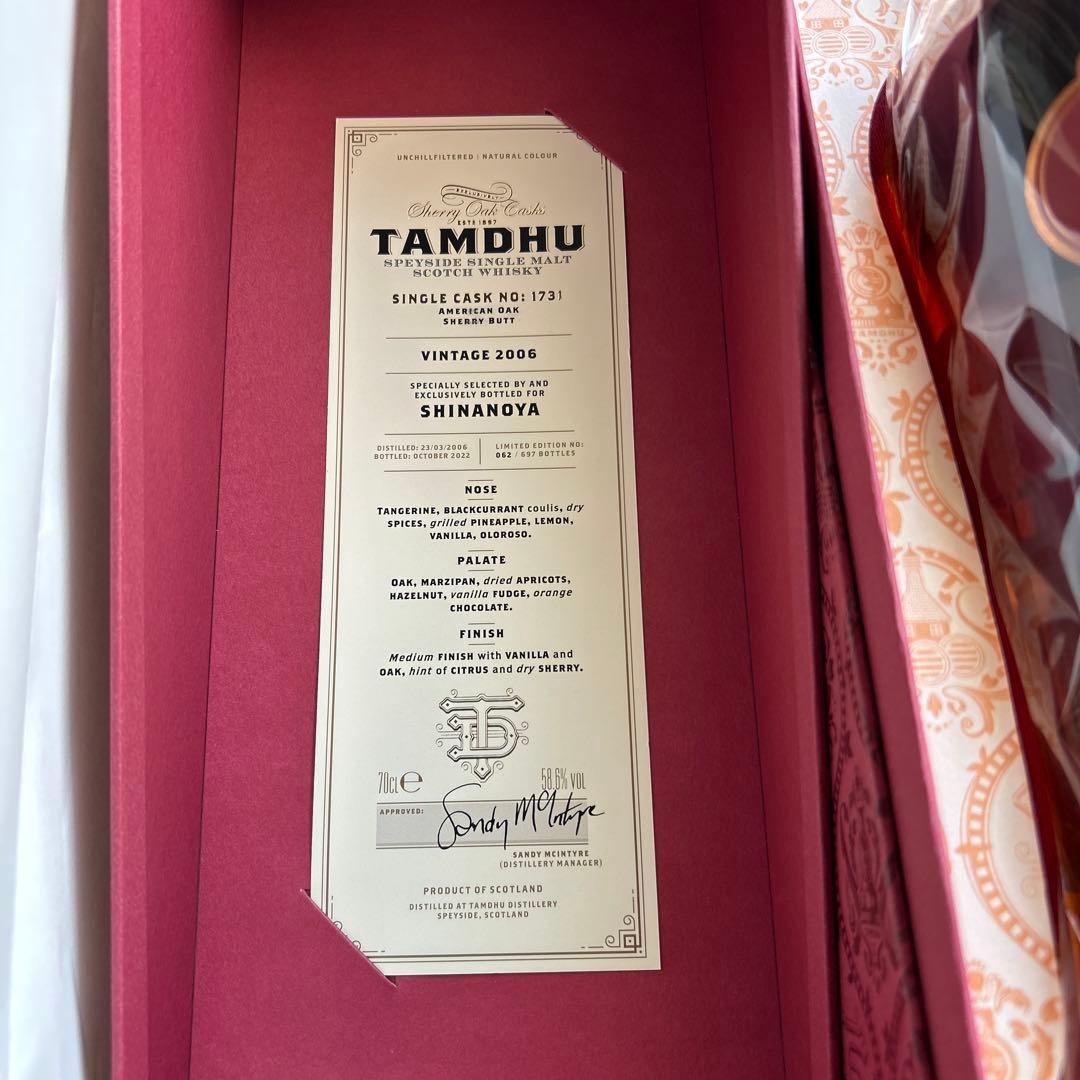 UNCHILLFILTERED | NATURAL COLOUR
EXCLUSIVELY
Sherry Oak Casks
ESTD 1897
TAMDHU
SPEYSIDE SINGLE MALT
SCOTCH WHISKY
SINGLE CASK NO: 1731
AMERICAN OAK
SHERRY BUTT
VINTAGE 2006
SPECIALLY SELECTED BY AND
EXCLUSIVELY BOTTLED FOR
SHINANOYA
DISTILLED: 23/03/2006
BOTTLED: OCTOBER 2022
LIMITED EDITION NO:
062 / 697 BOTTLES
NOSE
TANGERINE, BLACKCURRANT coulis, dry
SPICES, grilled PINEAPPLE, LEMON,
VANILLA, OLOROSO.
PALATE
OAK, MARZIPAN, dried APRICOTS,
HAZELNUT, vanilla FUDGE, orange
CHOCOLATE.
FINISH
Medium FINISH with VANILLA and
OAK, hint of CITRUS and dry SHERRY.
TD
70cl e
58.6% VOL
APPROVED:
Sandy McIntyre
SANDY MCINTYRE
(DISTILLERY MANAGER)
PRODUCT OF SCOTLAND
DISTILLED AT TAMDHU DISTILLERY
SPEYSIDE, SCOTLAND
TAMDHU